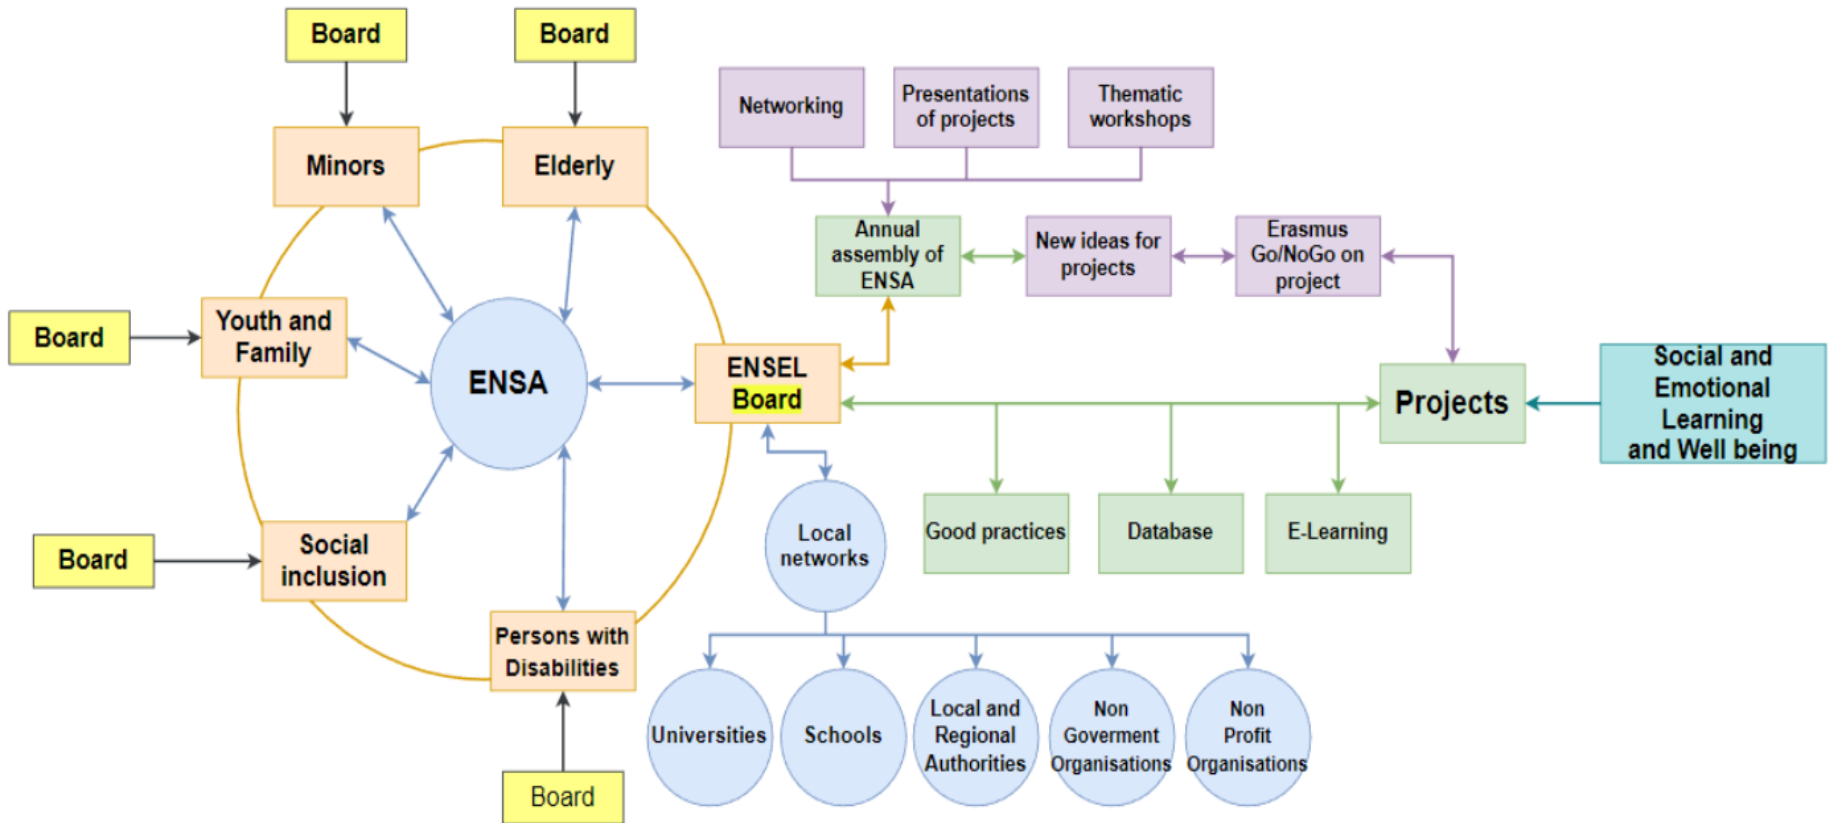 Board
Board
Minors
Elderly
Networking
Presentations
of projects
Thematic
workshops
Annual
assembly of
ENSA
New ideas for
projects
Erasmus
Go/NoGo on
project
Board
Youth and
Family
ENSA
ENSEL
Board
Projects
Social and
Emotional
Learning
and Well being
Board
Social
inclusion
Local
networks
Good practices
Database
E-Learning
Persons with
Disabilities
Board
Universities
Schools
Local and
Regional
Authorities
Non
Goverment
Organisations
Non
Profit
Organisations